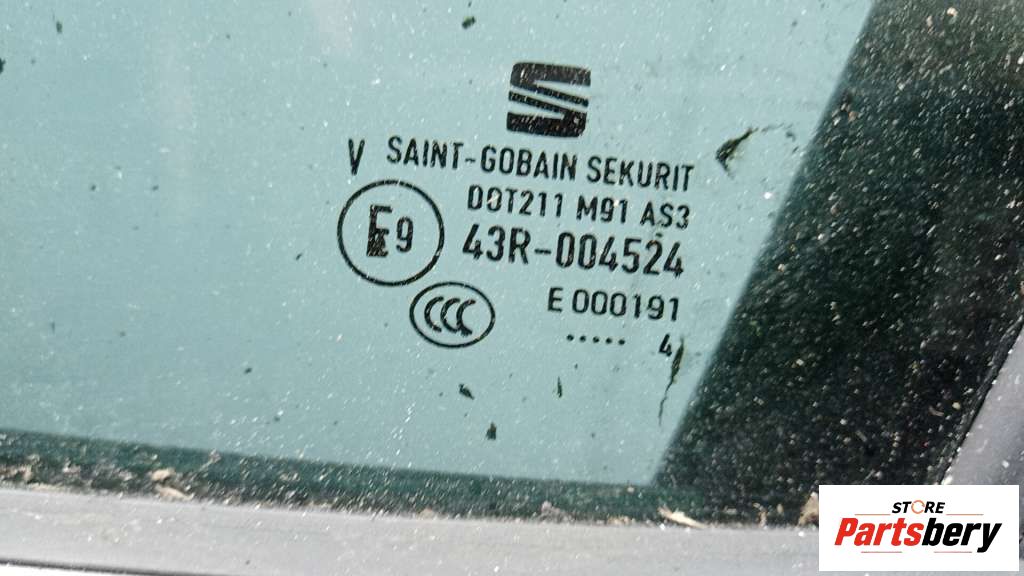 V SAINT-GOBAIN SEKURIT
DOT211 M91 AS3
E9 43R-004524
CCC E 000191
..... 4
STORE
Partsbery